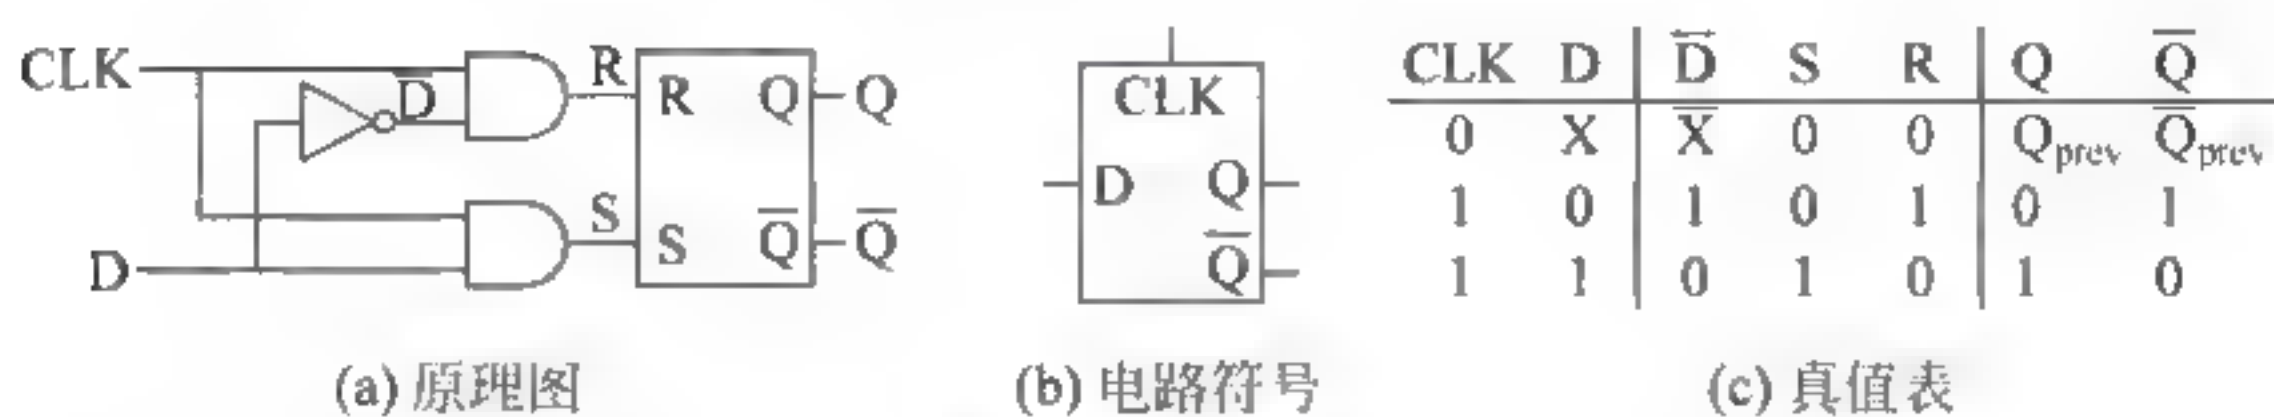 CLK
D̅
R
R
Q
Q
S
S
Q̅
Q̅
D
(a) 原理图
CLK
D
Q
Q̅
(b) 电路符号
CLK D D̅ S R Q Q̅
0 X X̅ 0 0 Qprev Q̅prev
1 0 1 0 1 0 1
1 1 0 1 0 1 0
(c) 真值表